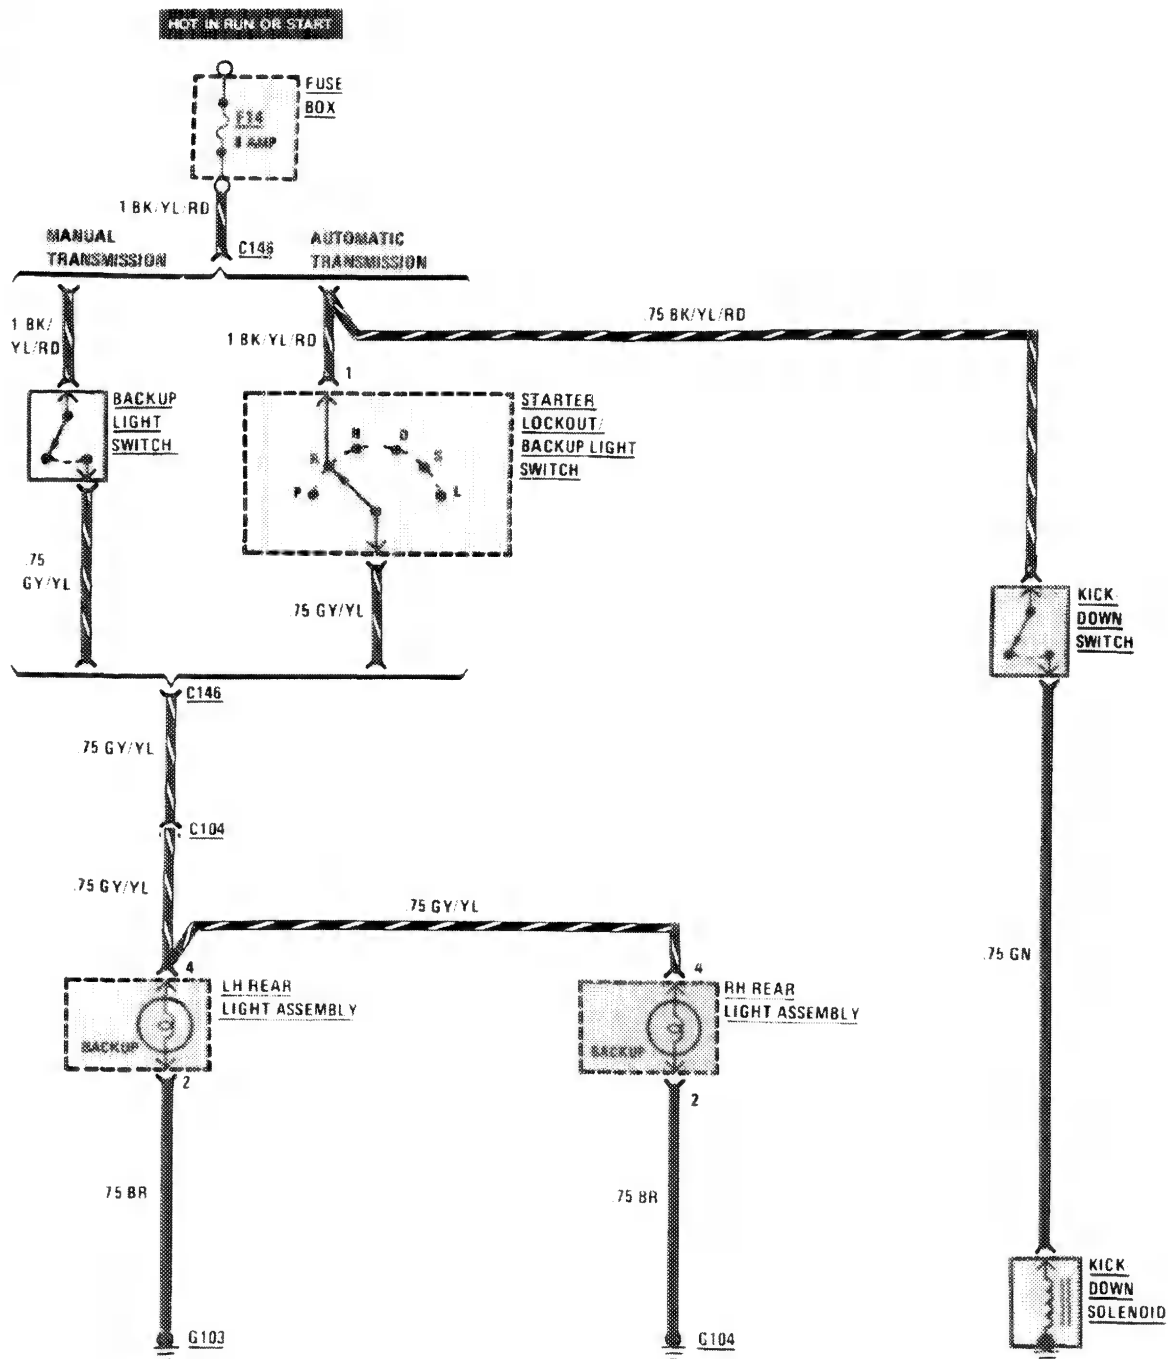 HOT IN RUN OR START
FUSE
BOX
F14
8 AMP
1 BK/YL/RD
C146
MANUAL
TRANSMISSION
AUTOMATIC
TRANSMISSION
1 BK/
YL/RD
1 BK/YL/RD
.75 BK/YL/RD
1
BACKUP
LIGHT
SWITCH
STARTER
LOCKOUT/
BACKUP LIGHT
SWITCH
P
R
N
D
S
L
.75
GY/YL
.75 GY/YL
KICK
DOWN
SWITCH
C146
.75 GY/YL
C104
.75 GY/YL
.75 GY/YL
.75 GN
4
LH REAR
LIGHT ASSEMBLY
BACKUP
2
4
RH REAR
LIGHT ASSEMBLY
BACKUP
2
.75 BR
.75 BR
G103
G104
KICK
DOWN
SOLENOID